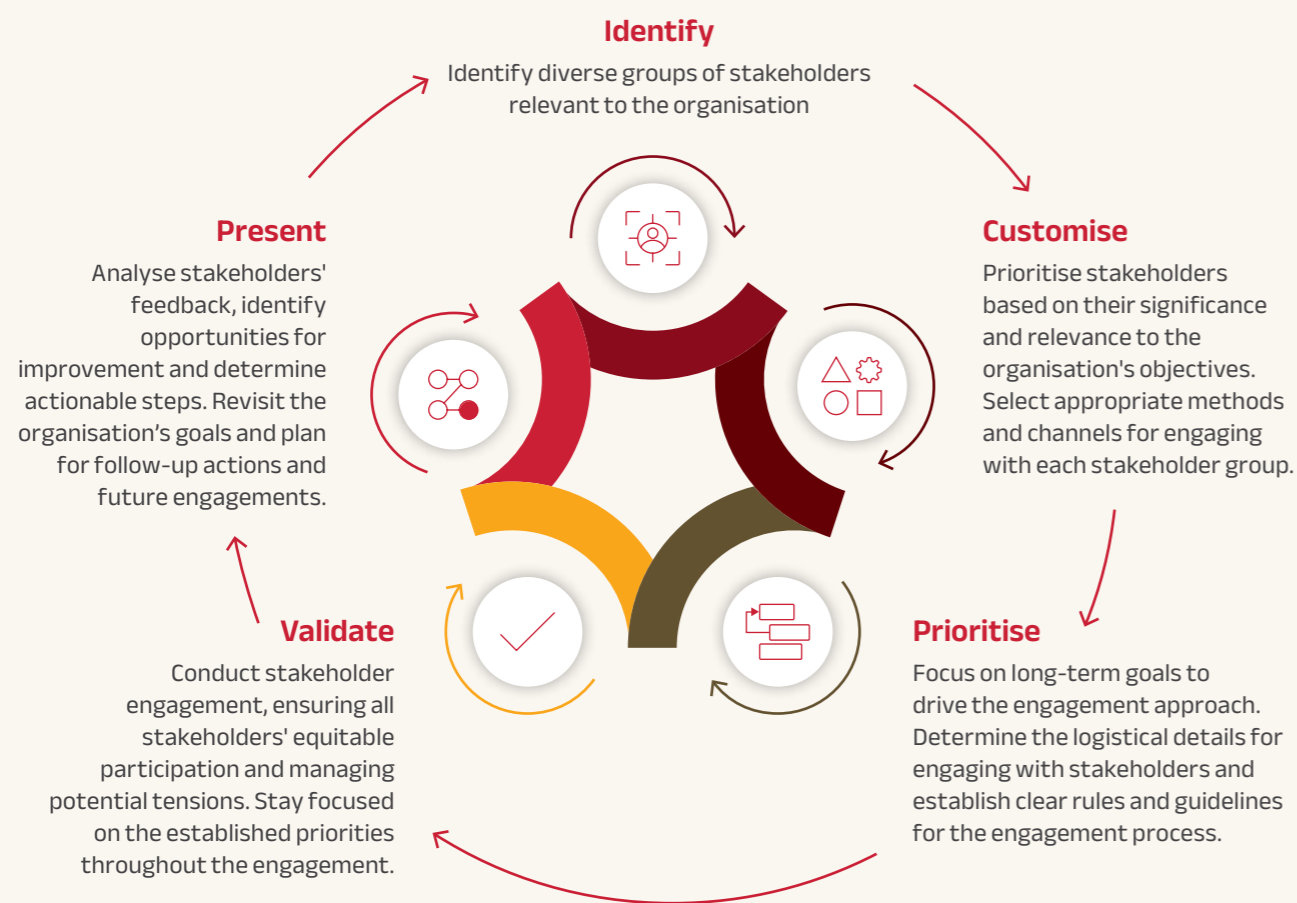 Identify
Identify diverse groups of stakeholders
relevant to the organisation
Customise
Prioritise stakeholders
based on their significance
and relevance to the
organisation's objectives.
Select appropriate methods
and channels for engaging
with each stakeholder group.
Prioritise
Focus on long-term goals to
drive the engagement approach.
Determine the logistical details for
engaging with stakeholders and
establish clear rules and guidelines
for the engagement process.
Validate
Conduct stakeholder
engagement, ensuring all
stakeholders' equitable
participation and managing
potential tensions. Stay focused
on the established priorities
throughout the engagement.
Present
Analyse stakeholders'
feedback, identify
opportunities for
improvement and determine
actionable steps. Revisit the
organisation’s goals and plan
for follow-up actions and
future engagements.